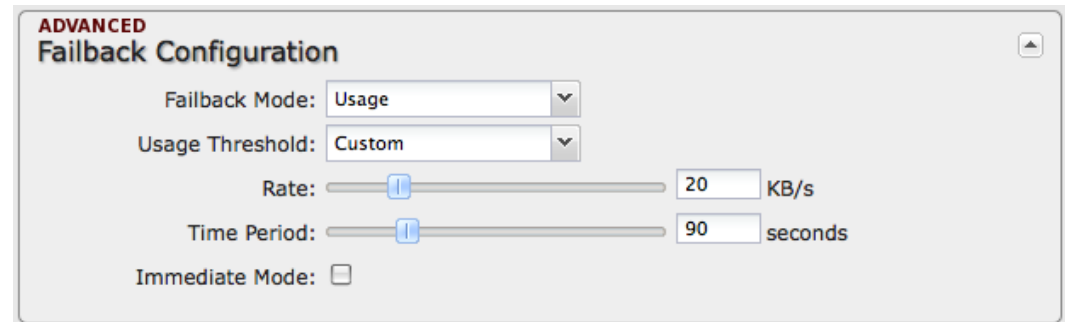 ADVANCED
Failback Configuration
Failback Mode: Usage
Usage Threshold: Custom
Rate: 20 KB/s
Time Period: 90 seconds
Immediate Mode: